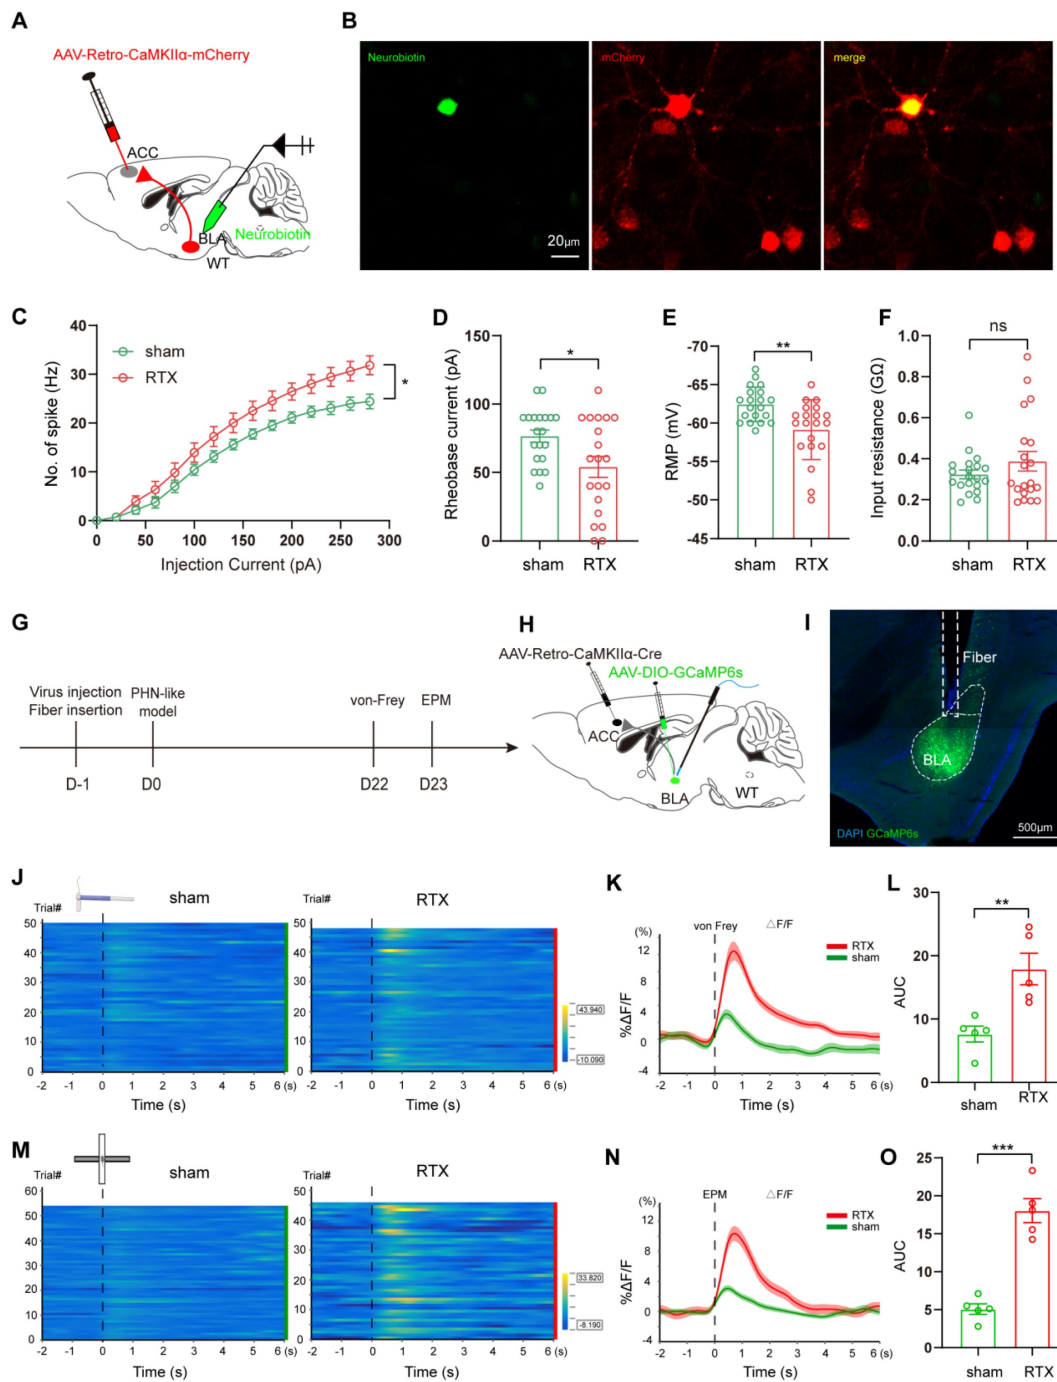 A
AAV-Retro-CaMKIIα-mCherry
ACC
BLA
Neurobiotin
WT
B
Neurobiotin
mCherry
merge
20μm
C
No. of spike (Hz)
40
30
20
10
0
sham
RTX
*
0 50 100 150 200 250 300
Injection Current (pA)
D
Rheobase current (pA)
150
100
50
0
*
sham RTX
E
RMP (mV)
-70
-65
-60
-55
-50
-45
**
sham RTX
F
Input resistance (GΩ)
1.0
0.8
0.6
0.4
0.2
0.0
ns
sham RTX
G
Virus injection
Fiber insertion
PHN-like
model
von-Frey
EPM
D-1
D0
D22
D23
H
AAV-Retro-CaMKIIα-Cre
AAV-DIO-GCaMP6s
ACC
BLA
WT
I
Fiber
BLA
DAPI GCaMP6s
500μm
J
Trial#
sham
50
40
30
20
10
0
-2 -1 0 1 2 3 4 5 6 (s)
Time (s)
Trial#
RTX
50
40
30
20
10
0
-2 -1 0 1 2 3 4 5 6 (s)
Time (s)
43.940
-10.090
K
(%)
von Frey
△F/F
RTX
sham
%ΔF/F
12
8
4
0
-4
-2 -1 0 1 2 3 4 5 6 (s)
Time (s)
L
AUC
30
20
10
0
**
sham RTX
M
Trial#
sham
60
50
40
30
20
10
0
-2 -1 0 1 2 3 4 5 6 (s)
Time (s)
Trial#
RTX
50
40
30
20
10
0
-2 -1 0 1 2 3 4 5 6 (s)
Time (s)
33.820
-8.190
N
(%)
EPM
△F/F
RTX
sham
%ΔF/F
12
8
4
0
-4
-2 -1 0 1 2 3 4 5 6 (s)
Time (s)
O
AUC
25
20
15
10
5
0
***
sham RTX